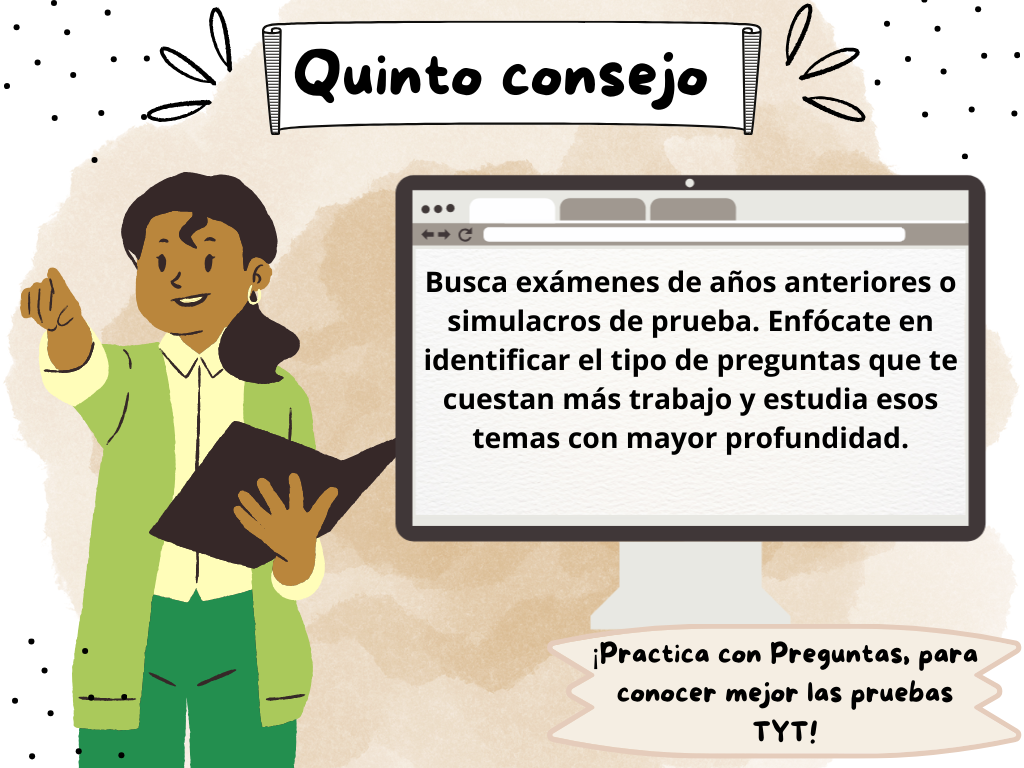 Quinto consejo
Busca exámenes de años anteriores o
simulacros de prueba. Enfócate en
identificar el tipo de preguntas que te
cuestan más trabajo y estudia esos
temas con mayor profundidad.
¡Practica con Preguntas, para
conocer mejor las pruebas
TYT!